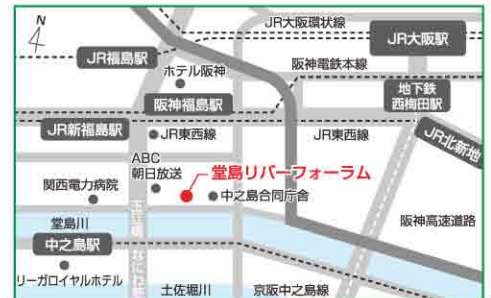 N
JR大阪環状線
JR大阪駅
JR福島駅
阪神電鉄本線
ホテル阪神
地下鉄
西梅田駅
阪神福島駅
JR新福島駅
JR東西線
JR東西線
JR北新地
ABC
朝日放送
堂島リバーフォーラム
関西電力病院
中之島合同庁舎
堂島川
阪神高速道路
中之島駅
リーガロイヤルホテル
土佐堀川
京阪中之島線